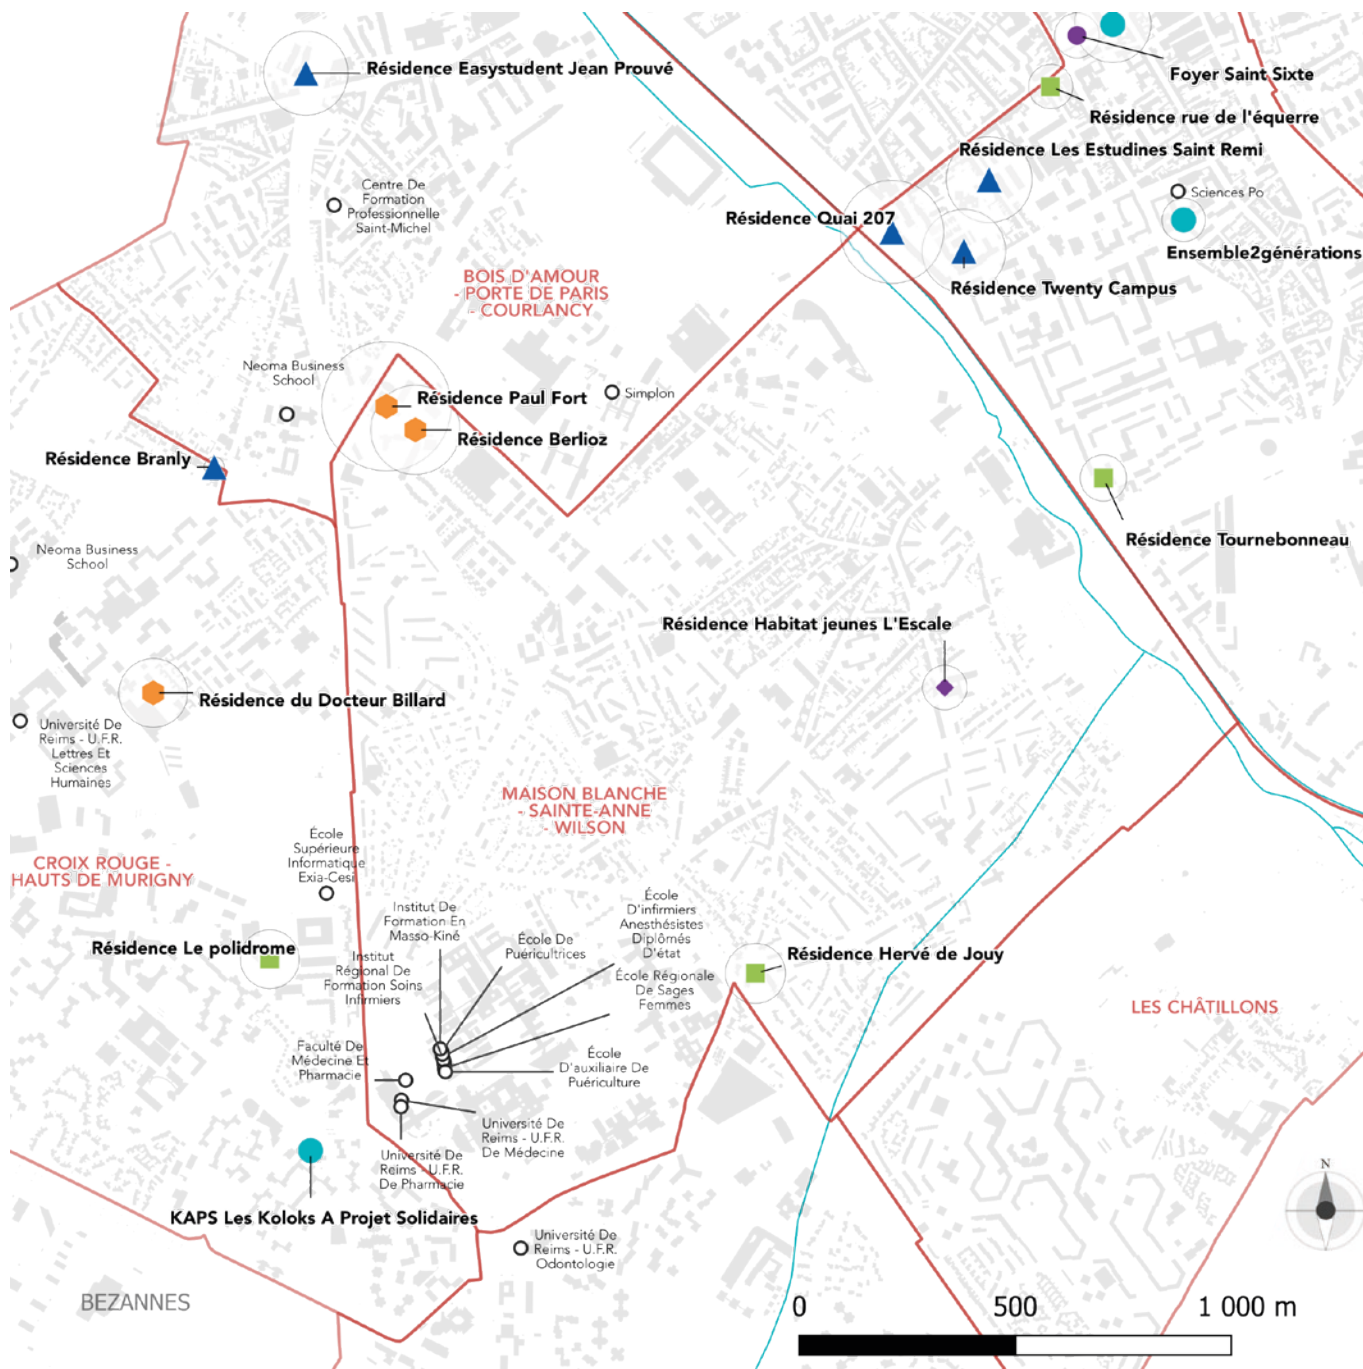 Résidence Easystudent Jean Prouvé
Foyer Saint Sixte
Résidence rue de l'équerre
Résidence Les Estudines Saint Remi
Centre De
Formation
Professionnelle
Saint-Michel
Sciences Po
Résidence Quai 207
Ensemble2générations
Résidence Twenty Campus
BOIS D'AMOUR
- PORTE DE PARIS
- COURLANCY
Neoma Business
School
Résidence Paul Fort
Simplon
Résidence Berlioz
Résidence Branly
Neoma Business
School
Résidence Tournebonneau
Résidence Habitat jeunes L'Escale
Résidence du Docteur Billard
Université De
Reims - U.F.R.
Lettres Et
Sciences
Humaines
MAISON BLANCHE
- SAINTE-ANNE
- WILSON
École
Supérieure
Informatique
Exia-Cesi
CROIX ROUGE -
HAUTS DE MURIGNY
Institut De
Formation En
Masso-Kiné
École
D'infirmiers
Anesthésistes
Diplômés
D'état
École De
Puéricultrices
Résidence Le polidrome
Institut
Régional De
Formation Soins
Infirmiers
Résidence Hervé de Jouy
École Régionale
De Sages
Femmes
LES CHÂTILLONS
Faculté De
Médecine Et
Pharmacie
École
D'auxiliaire De
Puériculture
Université De
Reims - U.F.R.
De Médecine
Université De
Reims - U.F.R.
De Pharmacie
KAPS Les Koloks A Projet Solidaires
Université De
Reims - U.F.R.
Odontologie
N
BEZANNES
0 500 1 000 m